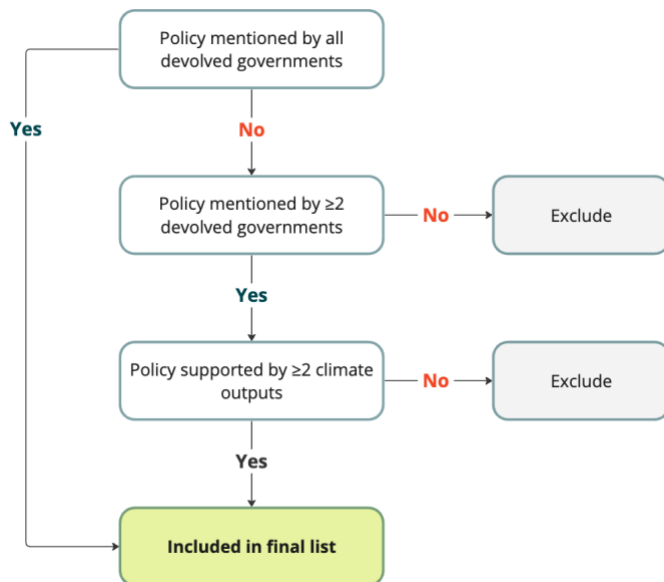 Policy mentioned by all
devolved governments
Yes
No
Policy mentioned by ≥2
devolved governments
No
Exclude
Yes
Policy supported by ≥2 climate
outputs
No
Exclude
Yes
Included in final list